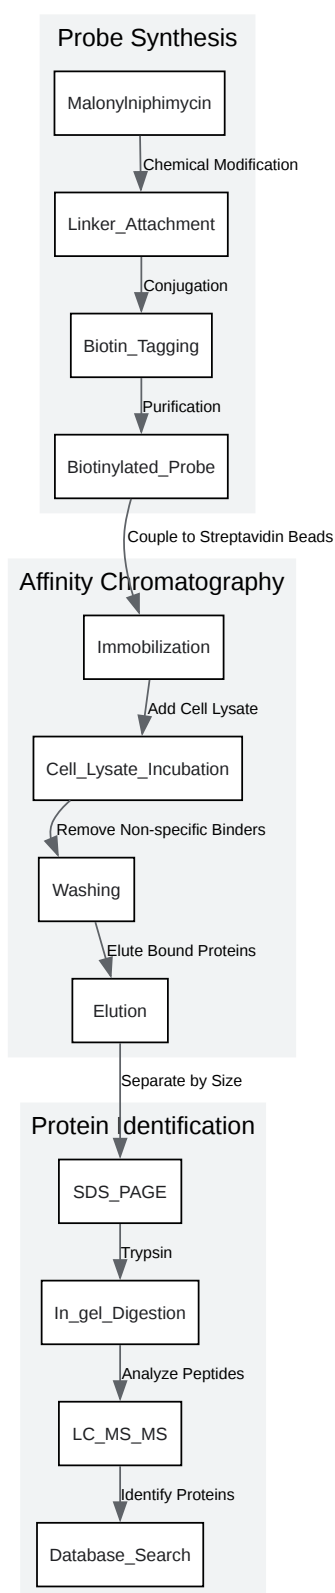 Probe Synthesis
Malonylniphimycin
Chemical Modification
Linker_Attachment
Conjugation
Biotin_Tagging
Purification
Biotinylated_Probe
Couple to Streptavidin Beads
Affinity Chromatography
Immobilization
Add Cell Lysate
Cell_Lysate_Incubation
Remove Non-specific Binders
Washing
Elute Bound Proteins
Elution
Separate by Size
Protein Identification
SDS_PAGE
Trypsin
In_gel_Digestion
Analyze Peptides
LC_MS_MS
Identify Proteins
Database_Search